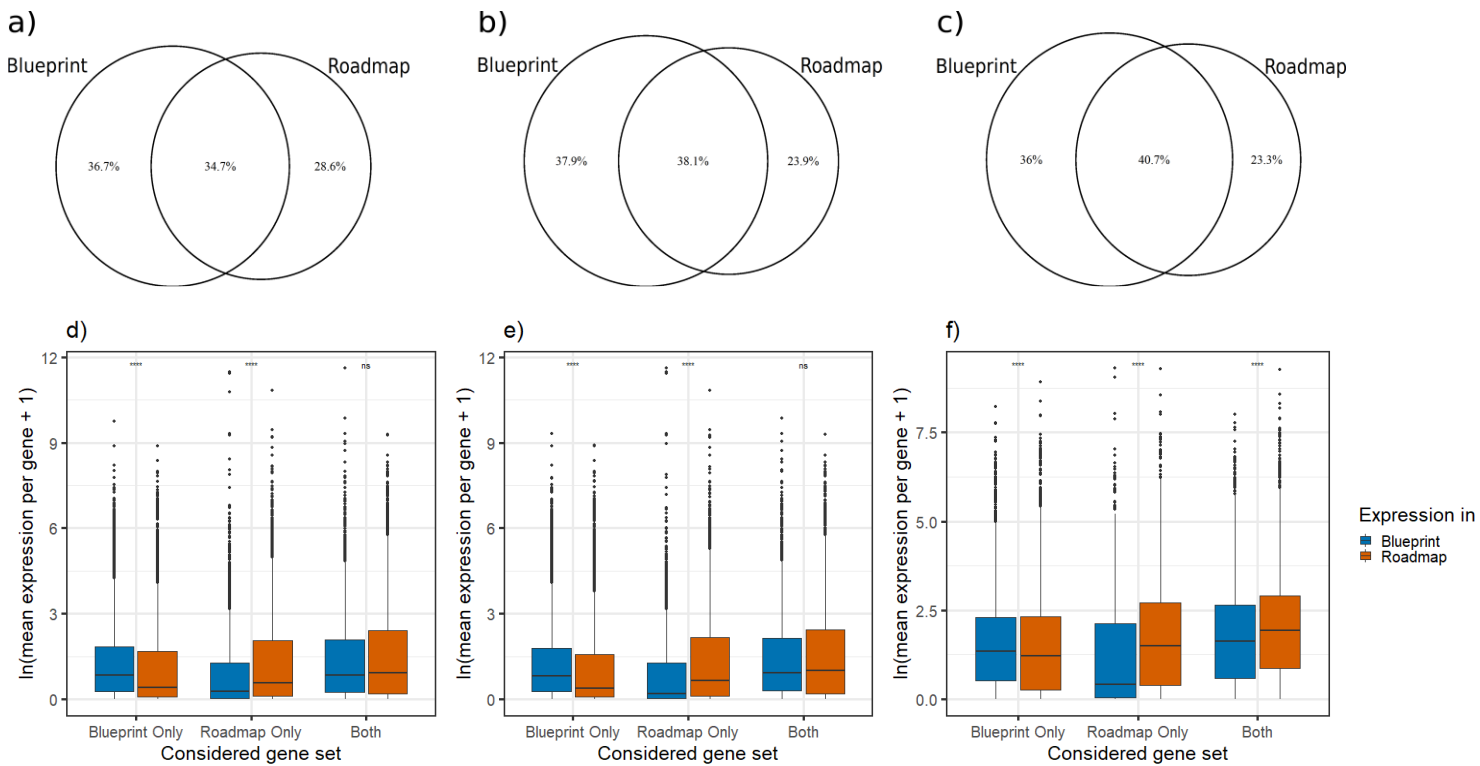 a)
Blueprint
Roadmap
36.7%
34.7%
28.6%
b)
Blueprint
Roadmap
37.9%
38.1%
23.9%
c)
Blueprint
Roadmap
36%
40.7%
23.3%
d)
ln(mean expression per gene + 1)
12
9
6
3
0
****
****
ns
Blueprint Only
Roadmap Only
Both
Considered gene set
e)
ln(mean expression per gene + 1)
12
9
6
3
0
****
****
ns
Blueprint Only
Roadmap Only
Both
Considered gene set
f)
ln(mean expression per gene + 1)
7.5
5.0
2.5
0.0
****
****
****
Blueprint Only
Roadmap Only
Both
Considered gene set
Expression in
Blueprint
Roadmap